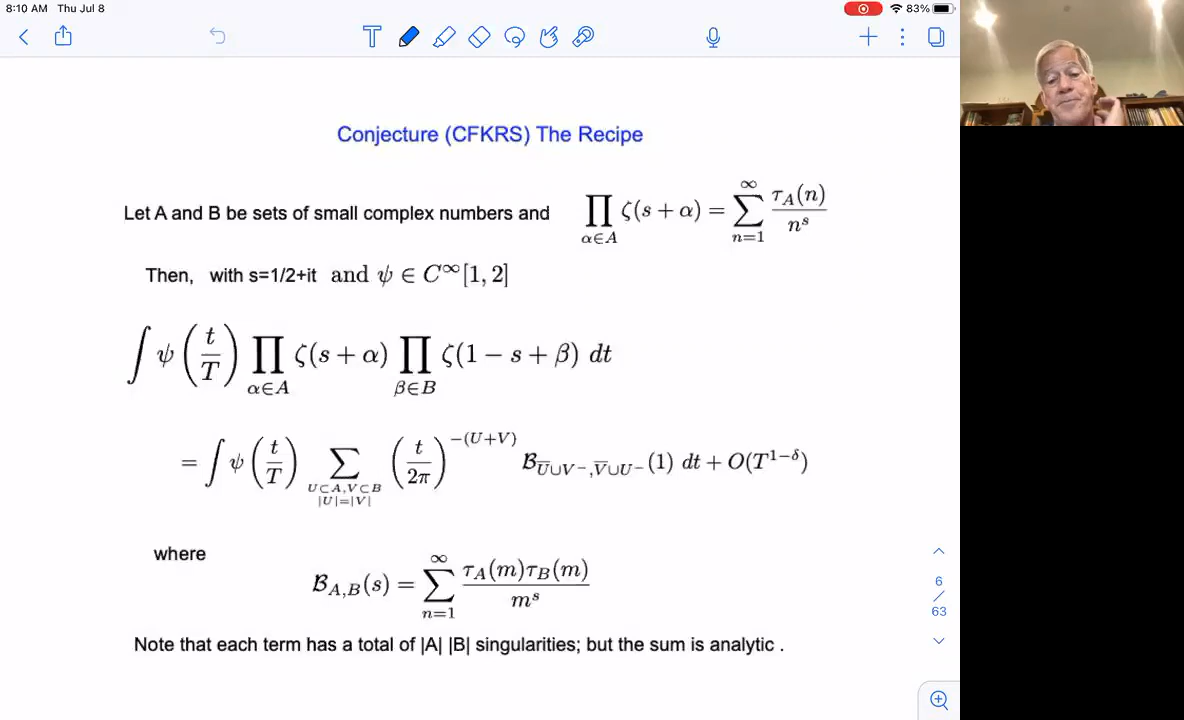 8:10 AM Thu Jul 8
83%
T
Conjecture (CFKRS) The Recipe
Let A and B be sets of small complex numbers and ∏_{α∈A} ζ(s + α) = ∑_{n=1}^{∞} τ_A(n)/n^s
Then, with s=1/2+it and ψ ∈ C^∞[1, 2]
∫ ψ(t/T) ∏_{α∈A} ζ(s + α) ∏_{β∈B} ζ(1 − s + β) dt
= ∫ ψ(t/T) ∑_{U⊂A,V⊂B |U|=|V|} (t/2π)^{−(U+V)} B_{U̅∪V⁻,V̅∪U⁻}(1) dt + O(T^{1−δ})
where
B_{A,B}(s) = ∑_{n=1}^{∞} τ_A(m)τ_B(m)/m^s
Note that each term has a total of |A| |B| singularities; but the sum is analytic .
6
/
63